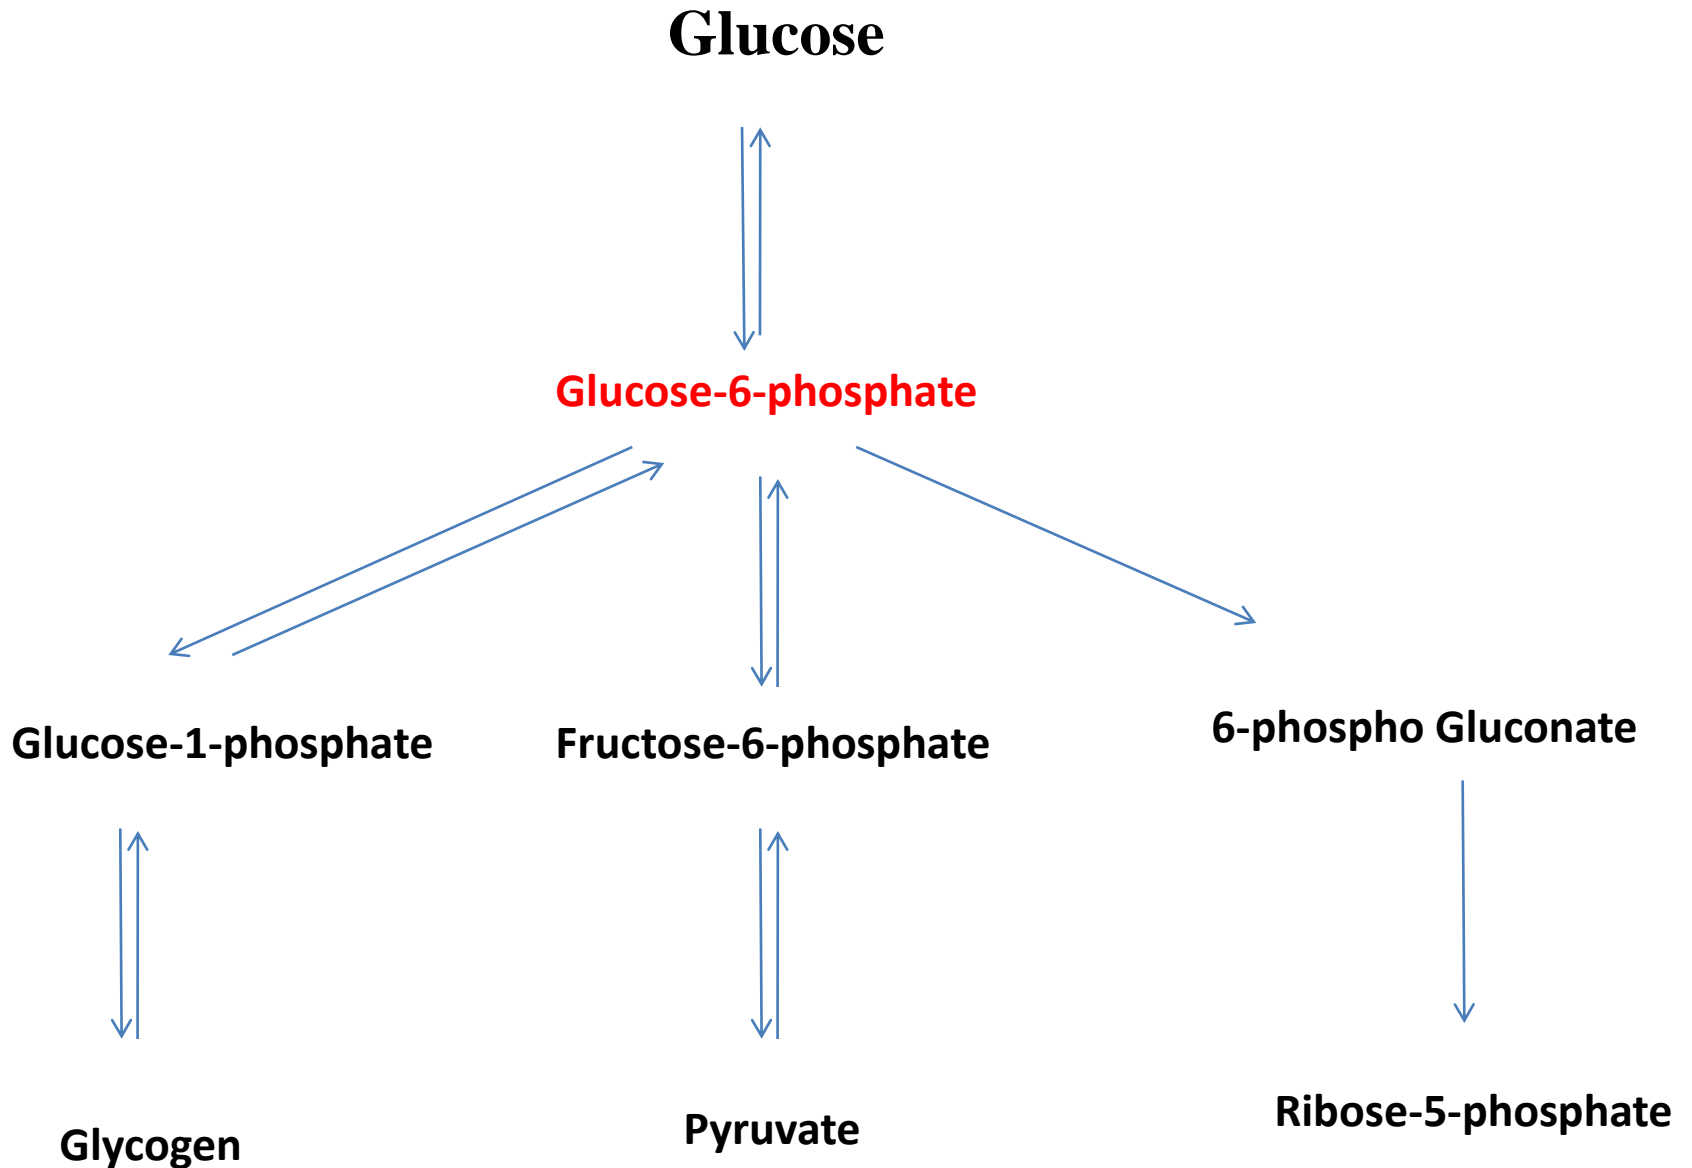 Glucose
Glucose-6-phosphate
Glucose-1-phosphate
Fructose-6-phosphate
6-phospho Gluconate
Glycogen
Pyruvate
Ribose-5-phosphate